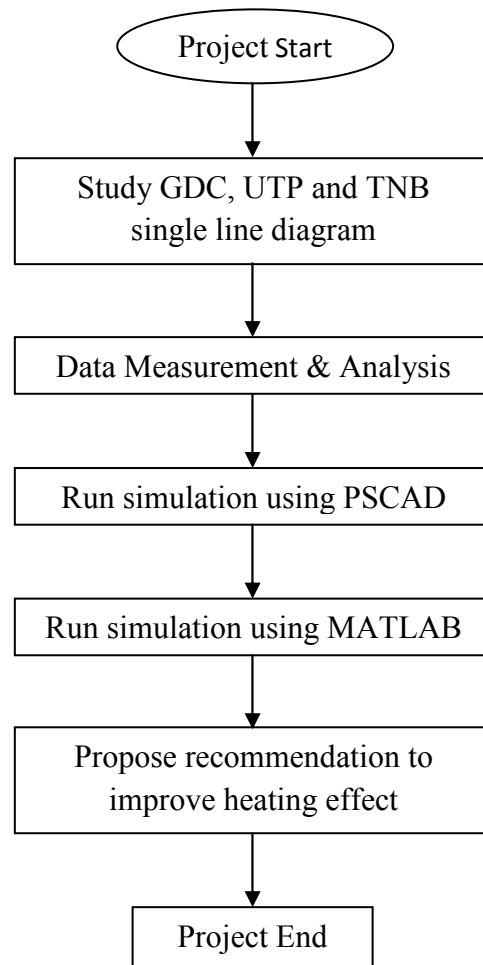 Project Start
Study GDC, UTP and TNB
single line diagram
Data Measurement & Analysis
Run simulation using PSCAD
Run simulation using MATLAB
Propose recommendation to
improve heating effect
Project End